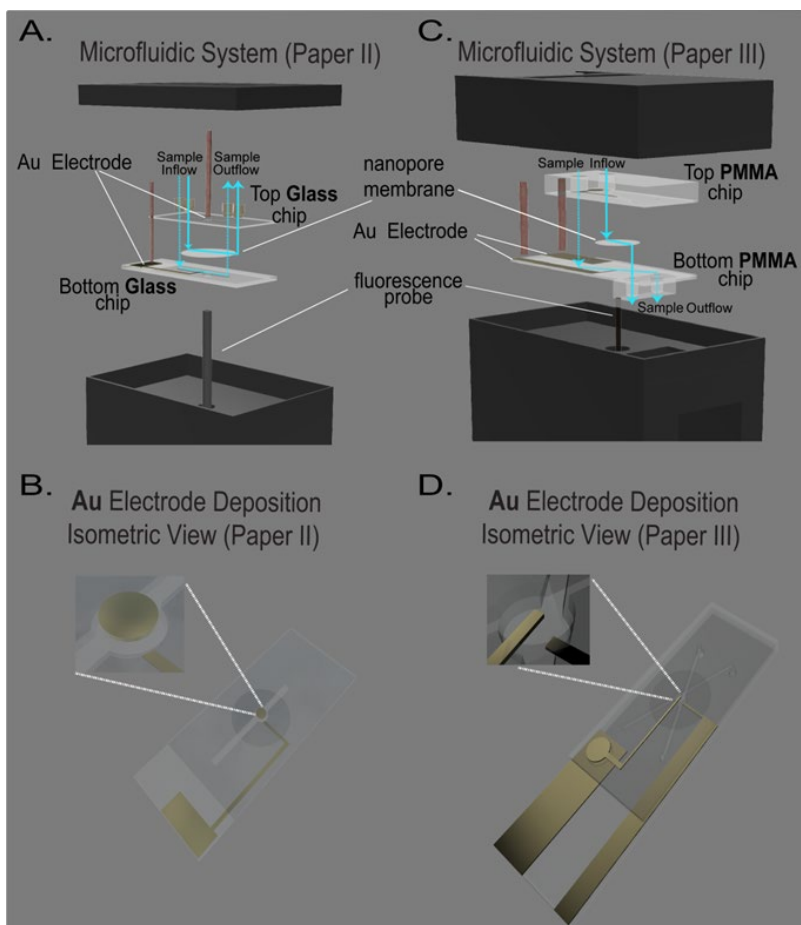 A.
Microfluidic System (Paper II)
Au Electrode
Sample
Inflow
Sample
Outflow
Top Glass
chip
nanopore
membrane
Bottom Glass
chip
fluorescence
probe
C.
Microfluidic System (Paper III)
Sample Inflow
Top PMMA
chip
Au Electrode
Bottom PMMA
chip
Sample Outflow
B.
Au Electrode Deposition
Isometric View (Paper II)
D.
Au Electrode Deposition
Isometric View (Paper III)